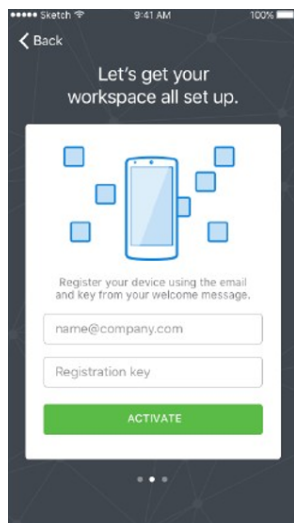 Sketch 9:41 AM 100%
Back
Let's get your
workspace all set up.
Register your device using the email
and key from your welcome message.
name@company.com
Registration key
ACTIVATE